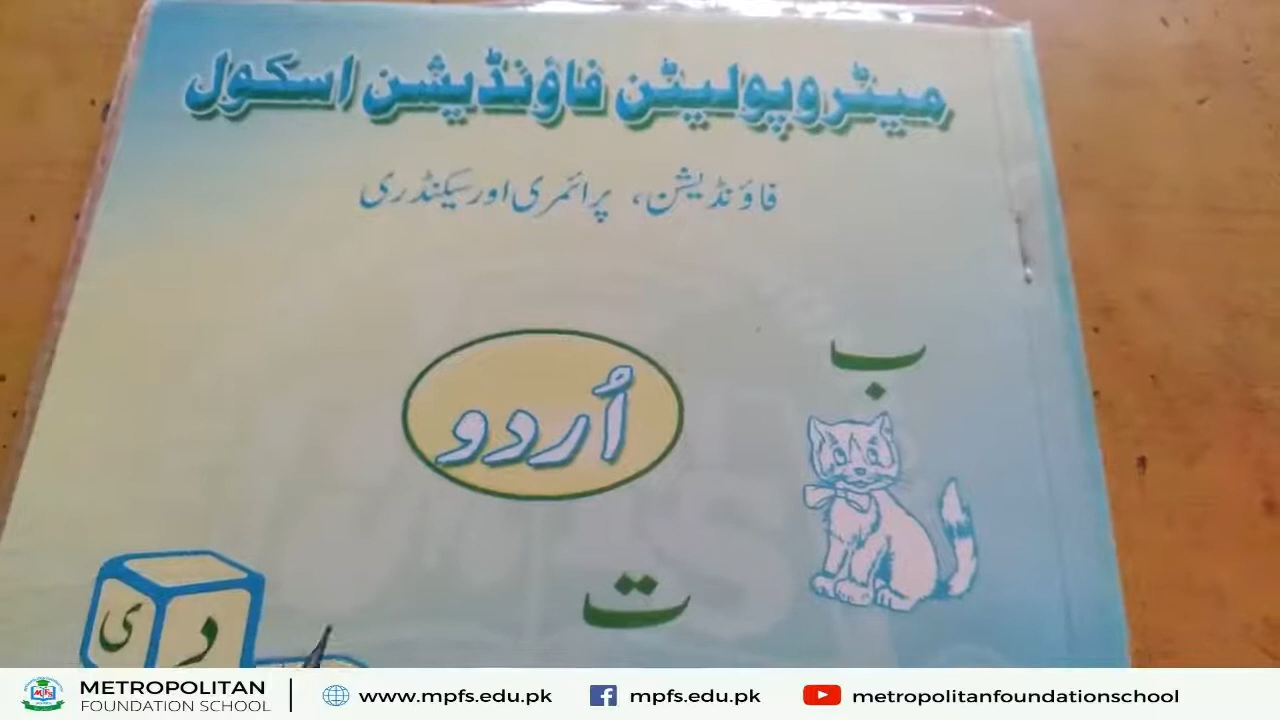 میٹروپولیٹن فاؤنڈیشن اسکول
فاؤنڈیشن، پرائمری اور سیکنڈری
اُردو
ب
ت
ی
د
METROPOLITAN
FOUNDATION SCHOOL
www.mpfs.edu.pk
mpfs.edu.pk
metropolitanfoundationschool